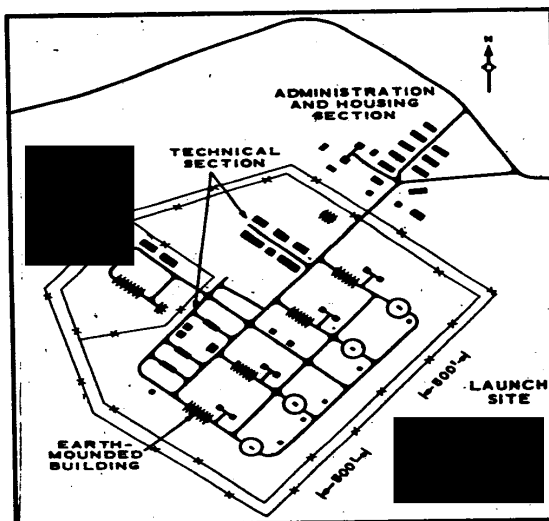 N
ADMINISTRATION
AND HOUSING
SECTION
TECHNICAL
SECTION
800'
LAUNCH
SITE
EARTH-
MOUNDED
BUILDING
800'